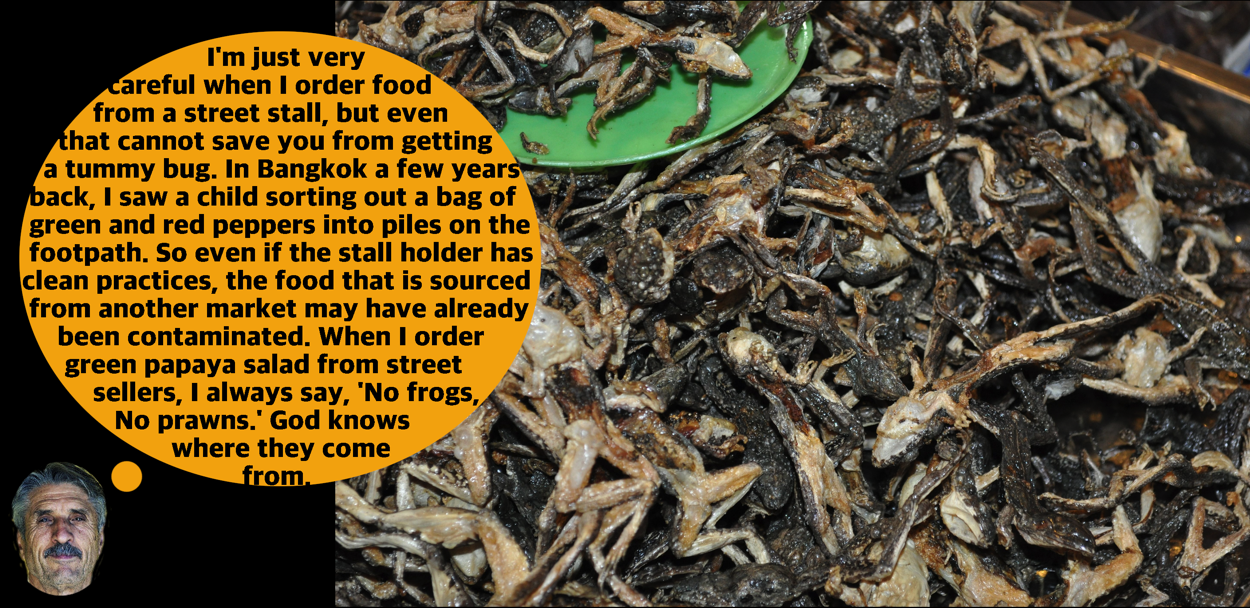 I'm just very
careful when I order food
from a street stall, but even
that cannot save you from getting
a tummy bug. In Bangkok a few years
back, I saw a child sorting out a bag of
green and red peppers into piles on the
footpath. So even if the stall holder has
clean practices, the food that is sourced
from another market may have already
been contaminated. When I order
green papaya salad from street
sellers, I always say, 'No frogs,
No prawns.' God knows
where they come
from.